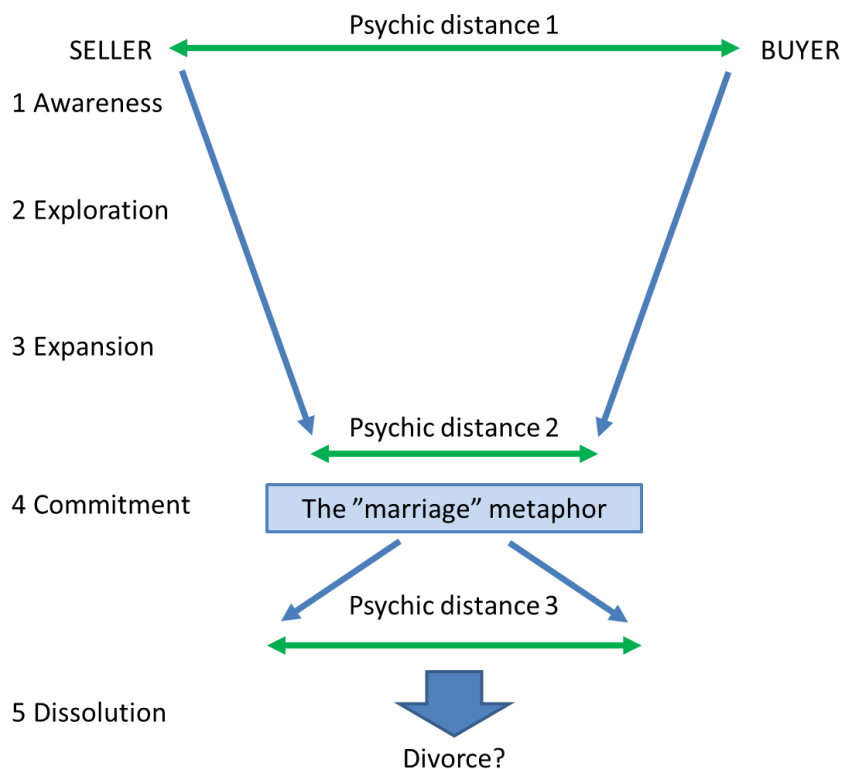 Psychic distance 1
SELLER
BUYER
1 Awareness
2 Exploration
3 Expansion
Psychic distance 2
4 Commitment
The ”marriage” metaphor
Psychic distance 3
5 Dissolution
Divorce?